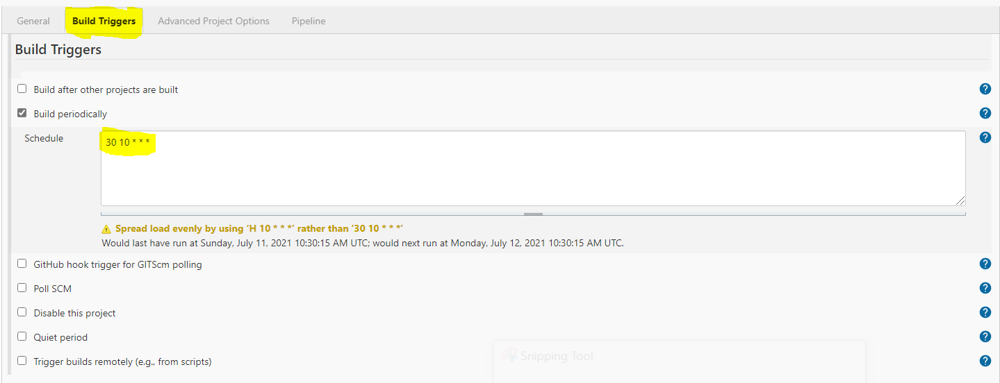 General Build Triggers Advanced Project Options Pipeline
Build Triggers
Build after other projects are built ?
Build periodically ?
Schedule 30 10 * * * ?
Spread load evenly by using ‘H 10 * * *’ rather than ‘30 10 * * *’
Would last have run at Sunday, July 11, 2021 10:30:15 AM UTC; would next run at Monday, July 12, 2021 10:30:15 AM UTC.
GitHub hook trigger for GITScm polling ?
Poll SCM ?
Disable this project ?
Quiet period ?
Snipping Tool
Trigger builds remotely (e.g., from scripts) ?